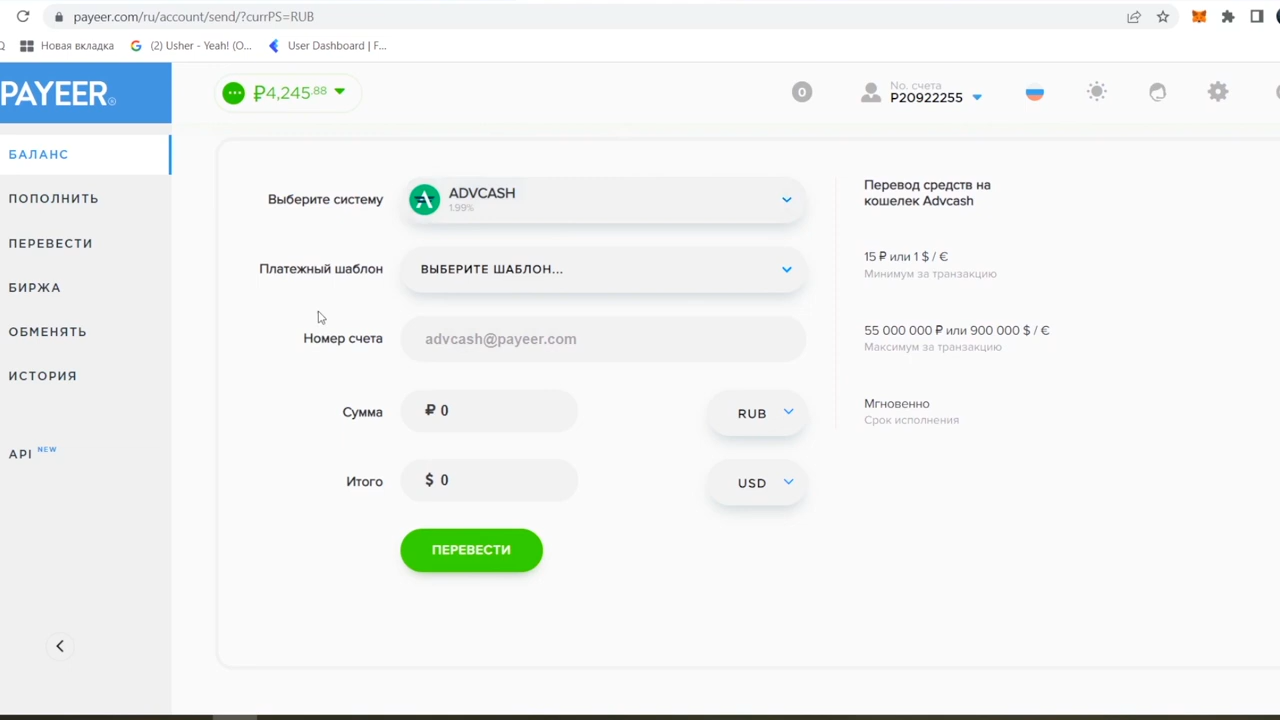 payeer.com/ru/account/send/?currPS=RUB
Новая вкладка
(2) Usher - Yeah! (O...
User Dashboard | F...
PAYEER®
₽4,245.88
0
No. счета
P20922255
БАЛАНС
ПОПОЛНИТЬ
ПЕРЕВЕСТИ
БИРЖА
ОБМЕНЯТЬ
ИСТОРИЯ
API NEW
Выберите систему
ADVCASH
1.99%
Платежный шаблон
ВЫБЕРИТЕ ШАБЛОН...
Номер счета
advcash@payeer.com
Сумма
₽ 0
RUB
Итого
$ 0
USD
ПЕРЕВЕСТИ
Перевод средств на
кошелек Advcash
15 ₽ или 1 $ / €
Минимум за транзакцию
55 000 000 ₽ или 900 000 $ / €
Максимум за транзакцию
Мгновенно
Срок исполнения